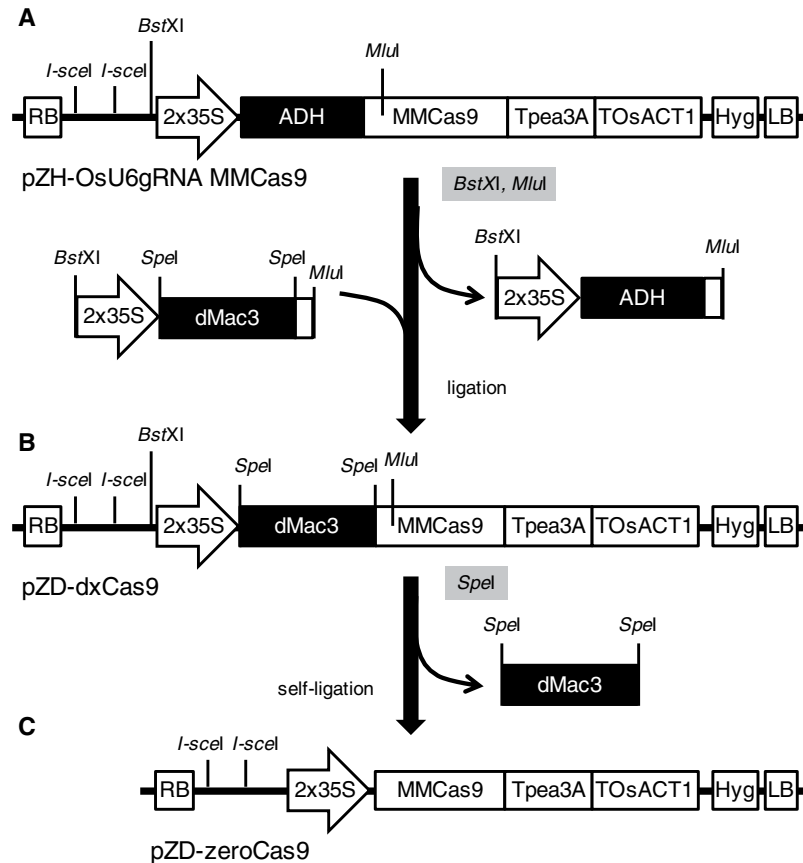 A
BstXI
I-sceI I-sceI
MluI
RB 2x35S ADH MMCas9 Tpea3A TOsACT1 Hyg LB
pZH-OsU6gRNA MMCas9
BstXI, MluI
BstXI SpeI SpeI MluI
2x35S dMac3
BstXI MluI
2x35S ADH
ligation
B
BstXI
I-sceI I-sceI
SpeI SpeI MluI
RB 2x35S dMac3 MMCas9 Tpea3A TOsACT1 Hyg LB
pZD-dxCas9
SpeI
SpeI SpeI
dMac3
self-ligation
C
I-sceI I-sceI
RB 2x35S MMCas9 Tpea3A TOsACT1 Hyg LB
pZD-zeroCas9